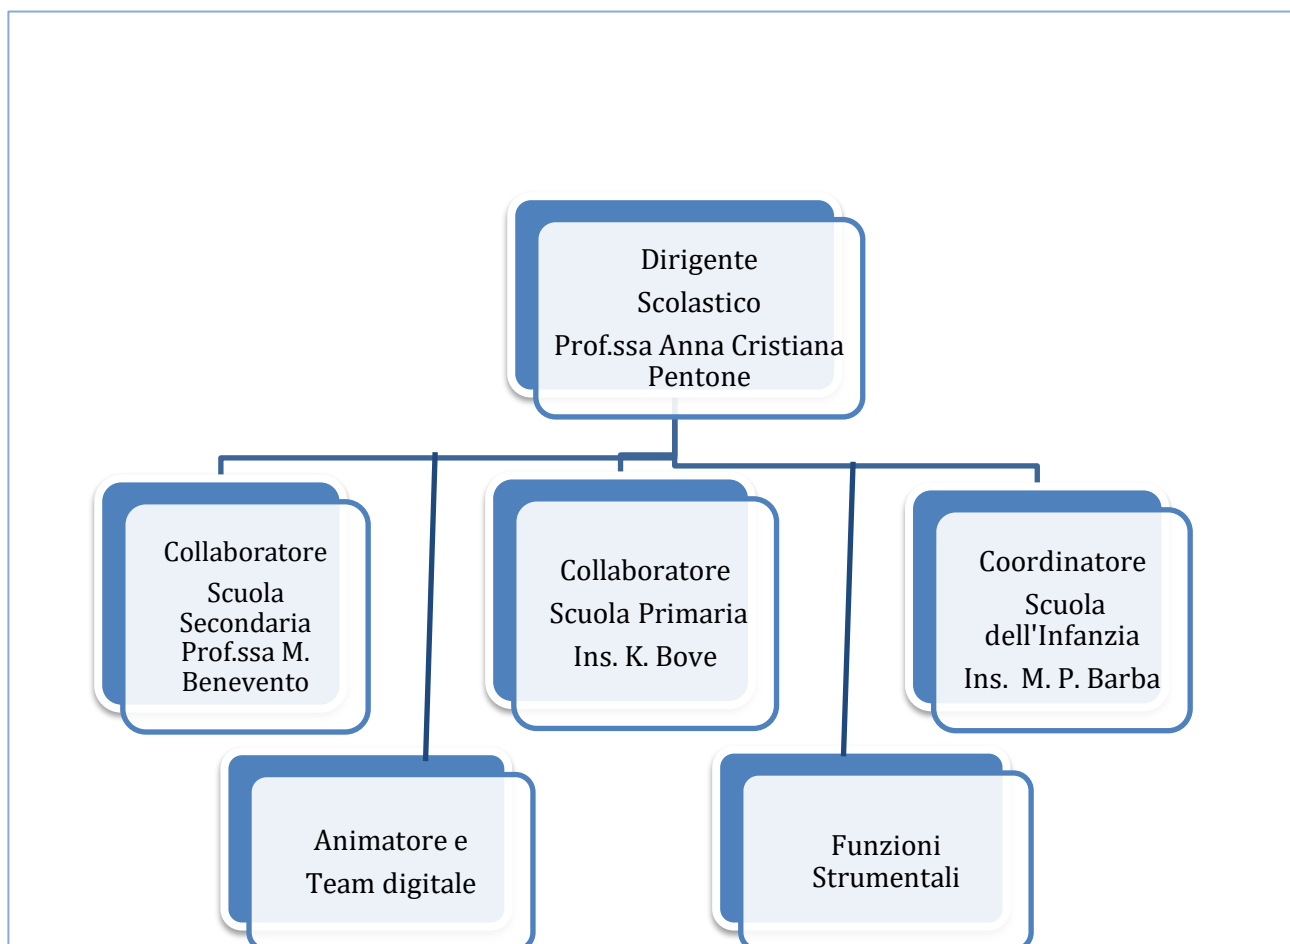 Dirigente
Scolastico
Prof.ssa Anna Cristiana
Pentone
Collaboratore
Scuola
Secondaria
Prof.ssa M.
Benevento
Collaboratore
Scuola Primaria
Ins. K. Bove
Coordinatore
Scuola
dell'Infanzia
Ins. M. P. Barba
Animatore e
Team digitale
Funzioni
Strumentali